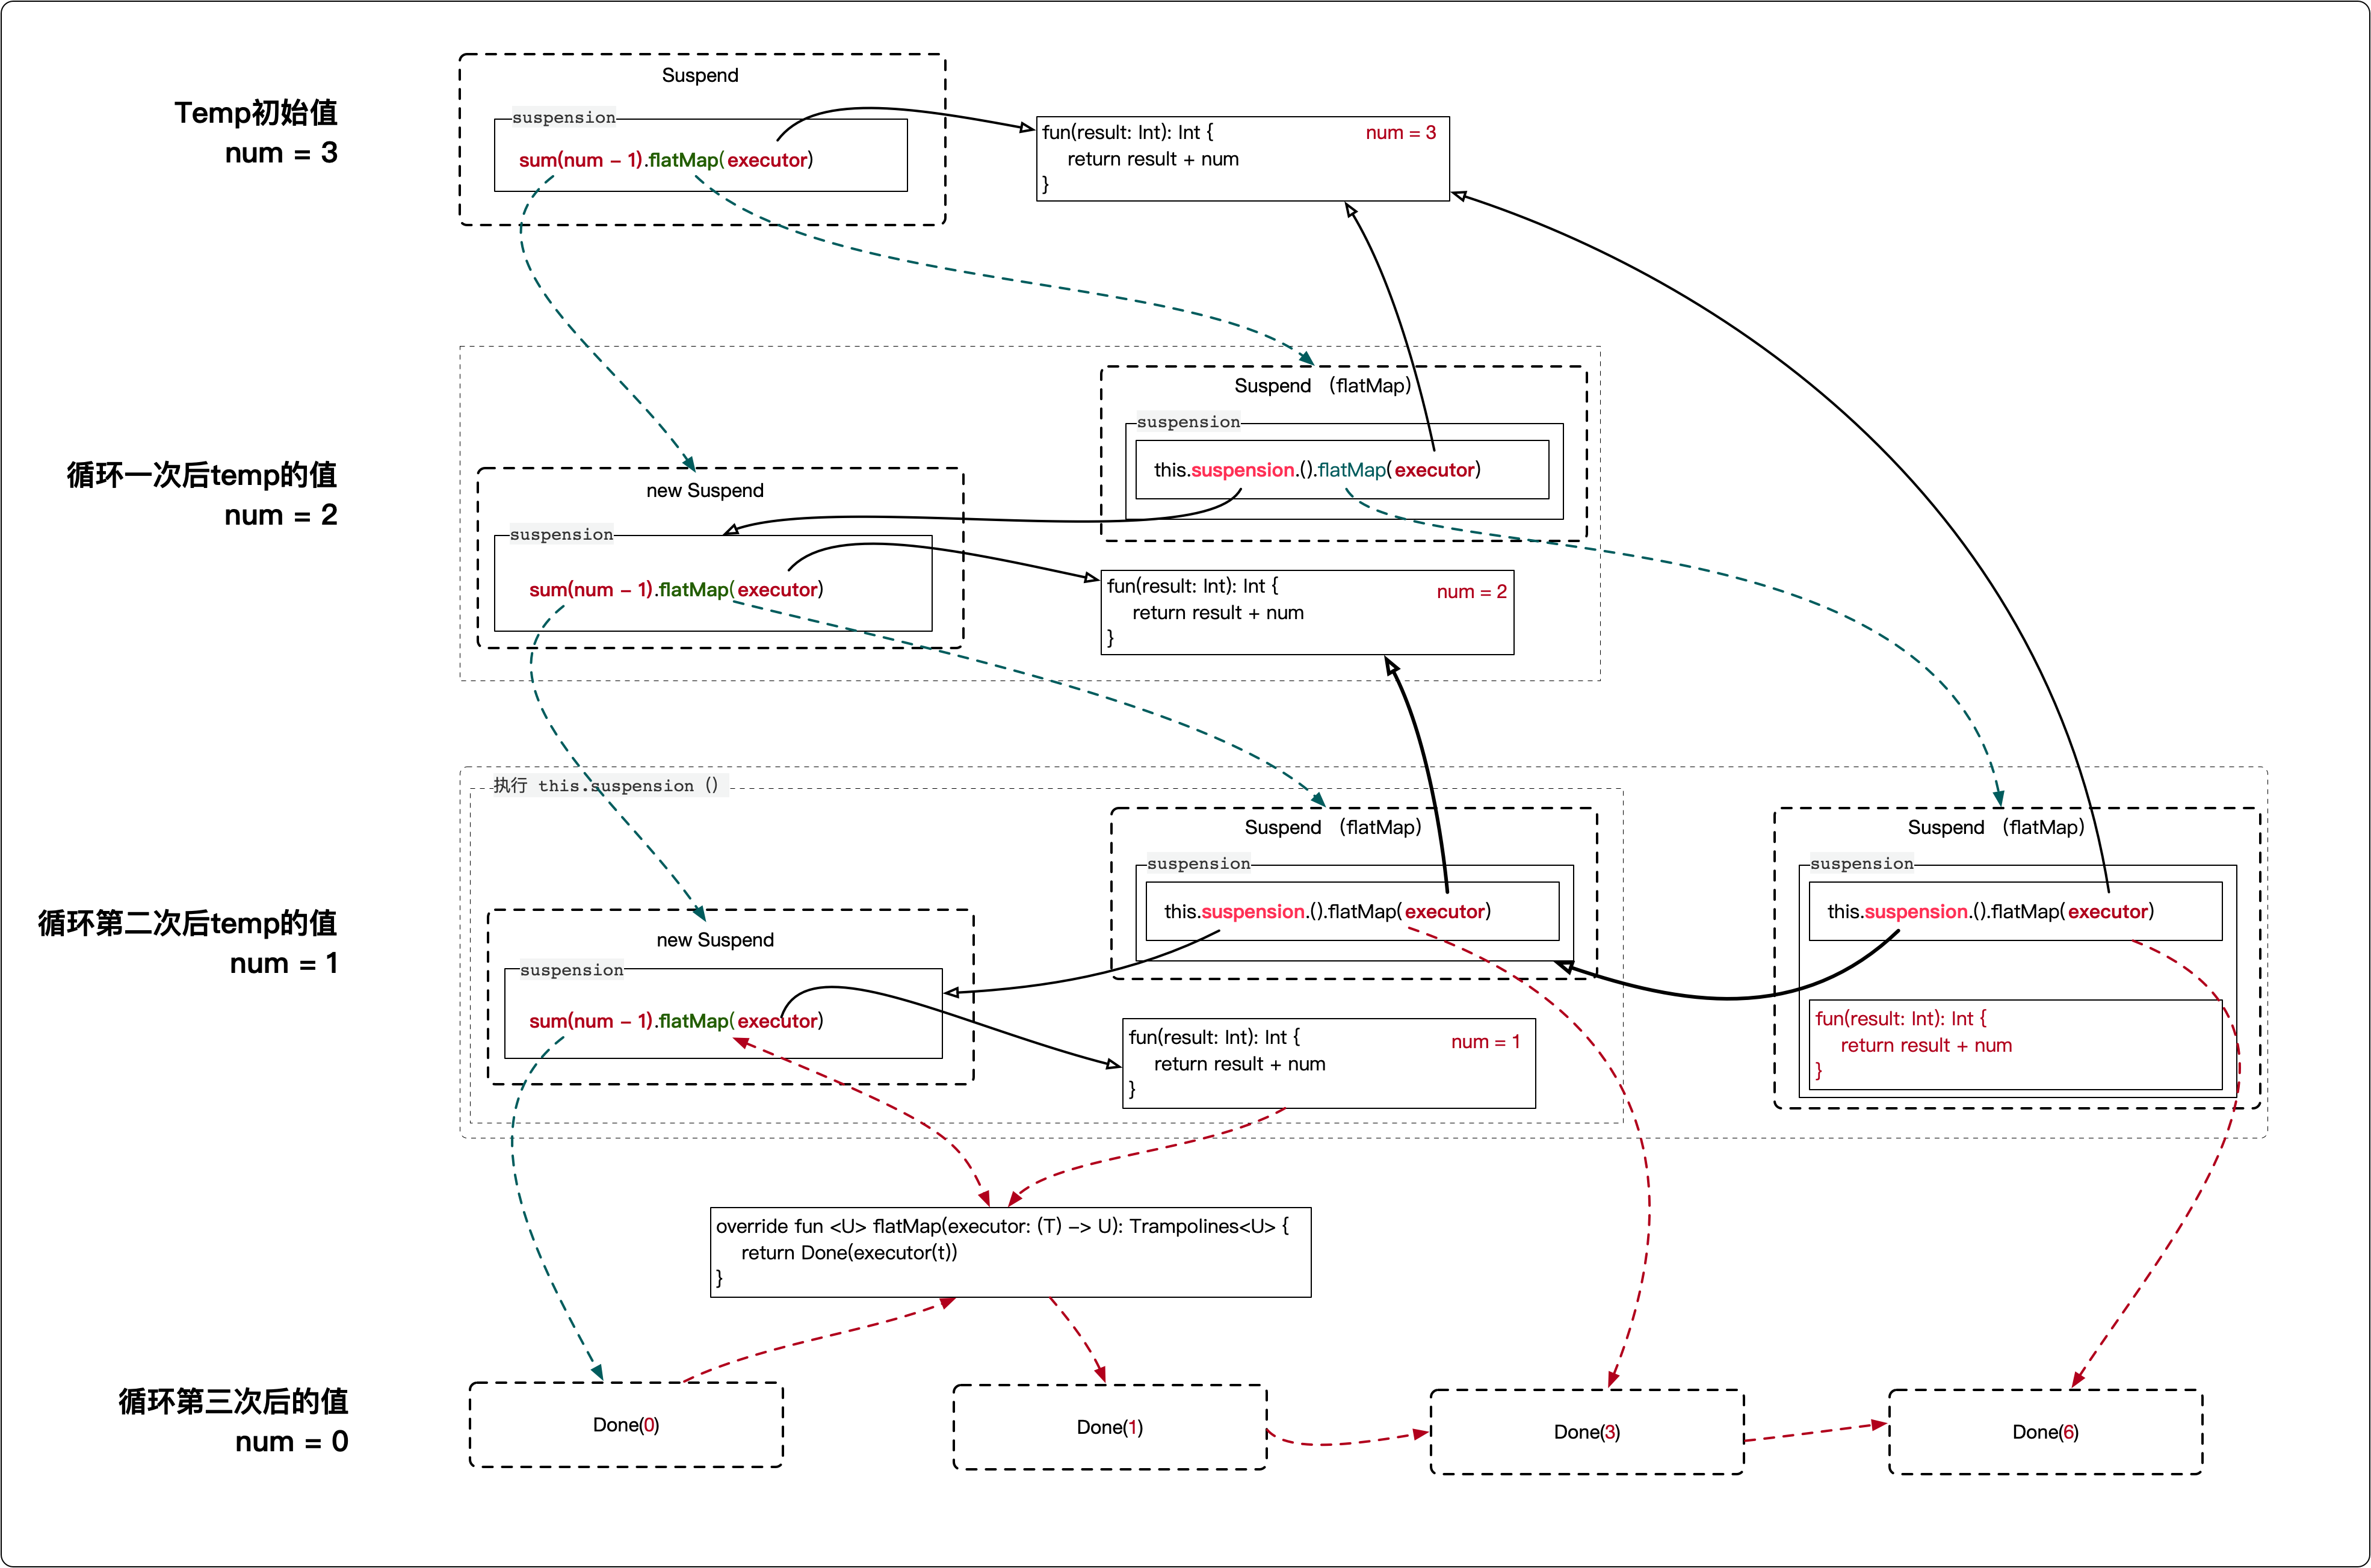 Temp初始值
num = 3
Suspend
suspension
sum(num - 1).flatMap(executor)
fun(result: Int): Int {
return result + num
}
num = 3
循环一次后temp的值
num = 2
Suspend （flatMap）
suspension
this.suspension.().flatMap(executor)
new Suspend
suspension
sum(num - 1).flatMap(executor)
fun(result: Int): Int {
return result + num
}
num = 2
循环第二次后temp的值
num = 1
执行 this.suspension ()
Suspend （flatMap）
suspension
this.suspension.().flatMap(executor)
Suspend （flatMap）
suspension
this.suspension.().flatMap(executor)
fun(result: Int): Int {
return result + num
}
new Suspend
suspension
sum(num - 1).flatMap(executor)
fun(result: Int): Int {
return result + num
}
num = 1
override fun <U> flatMap(executor: (T) -> U): Trampolines<U> {
return Done(executor(t))
}
循环第三次后的值
num = 0
Done(0)
Done(1)
Done(3)
Done(6)